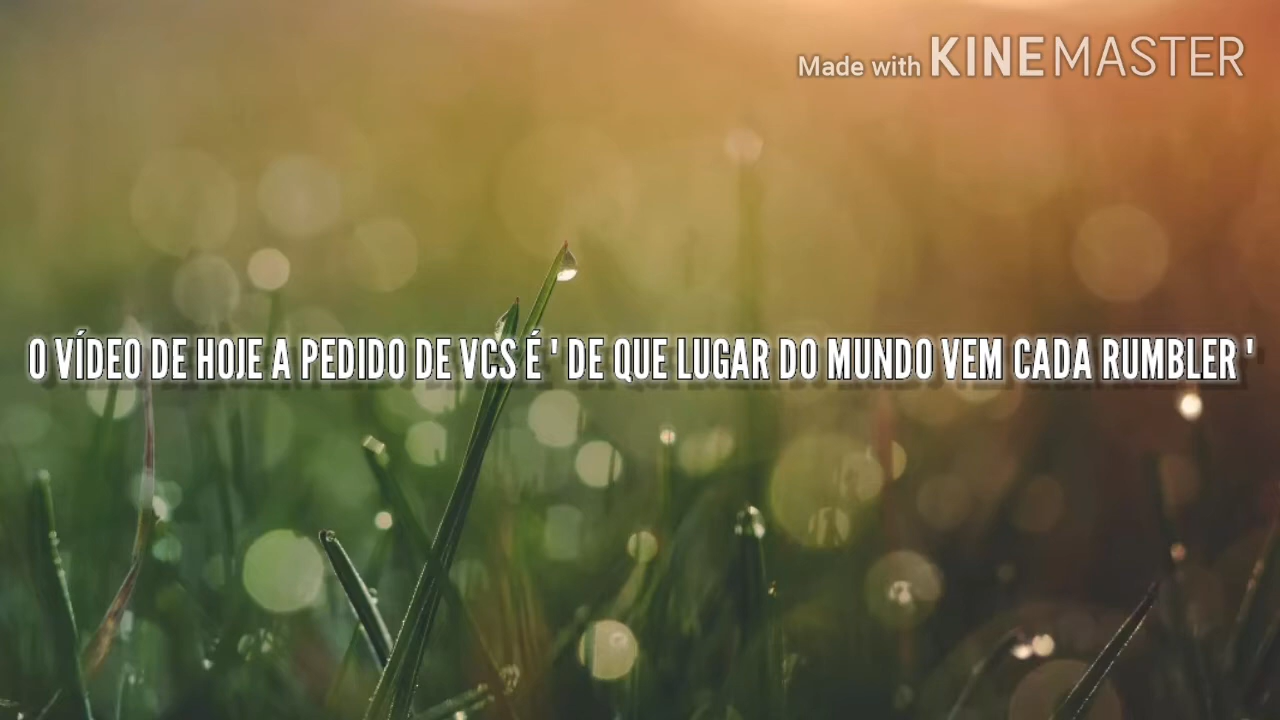 Made with KINEMASTER
O VÍDEO DE HOJE A PEDIDO DE VCS É ' DE QUE LUGAR DO MUNDO VEM CADA RUMBLER '